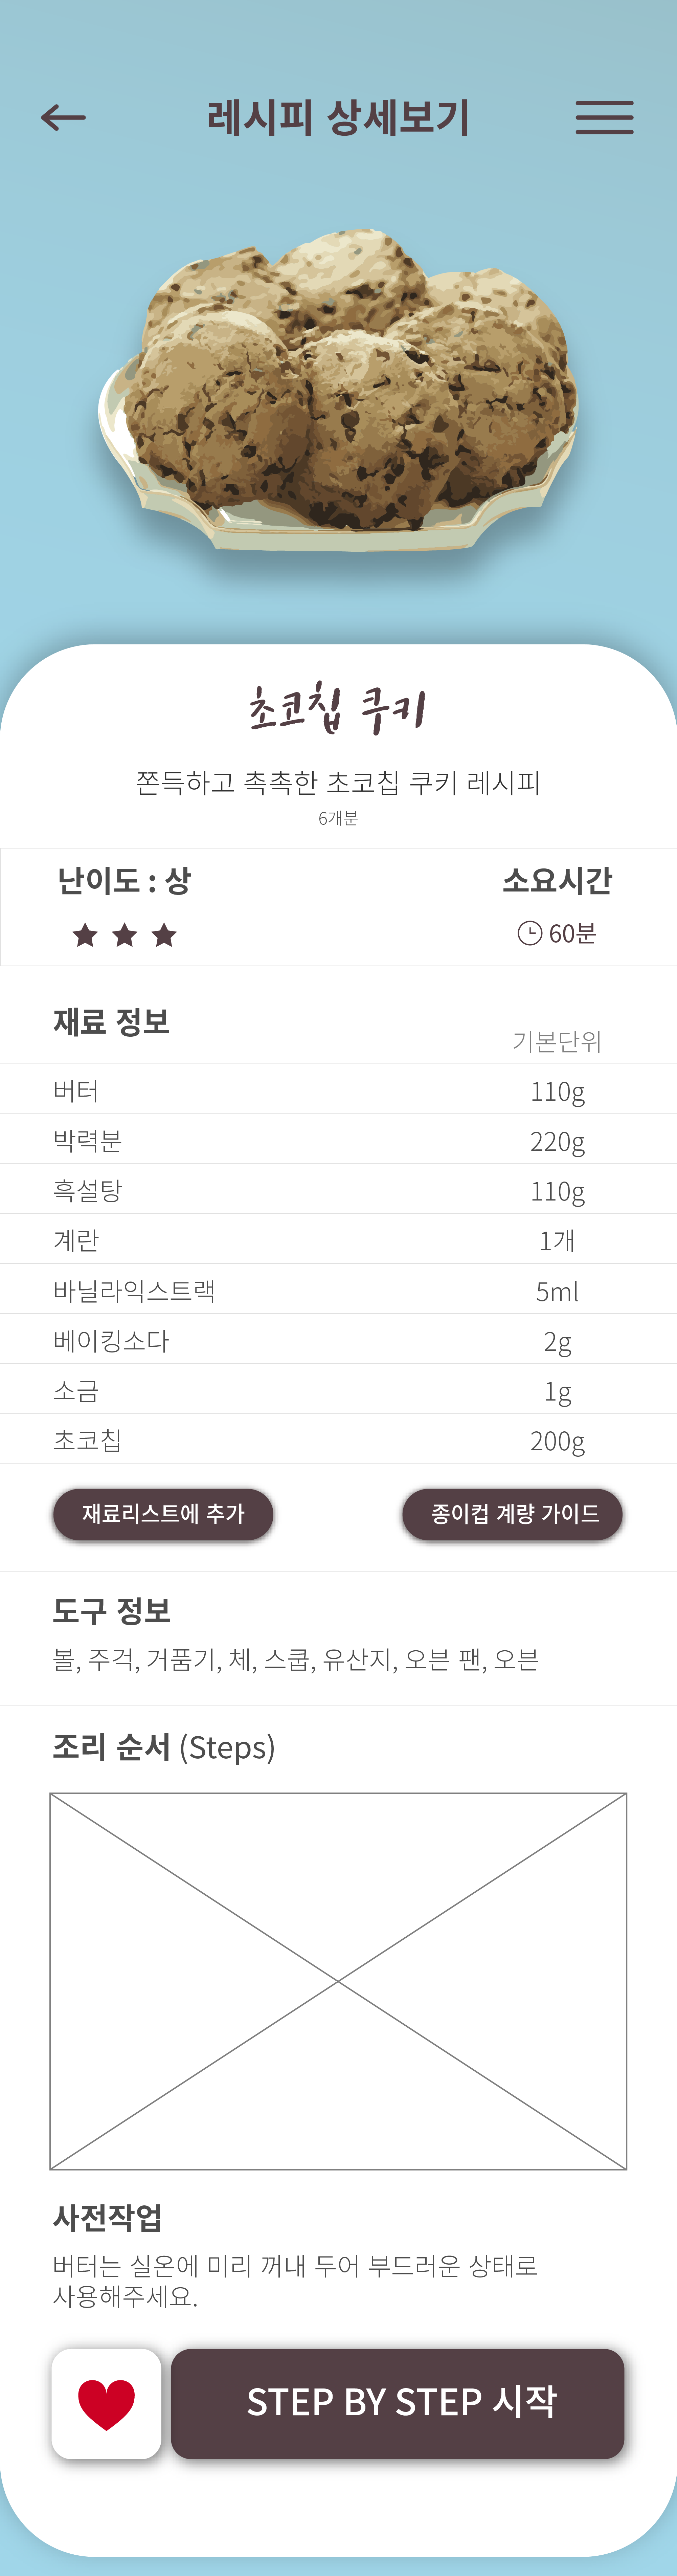 레시피 상세보기
초코칩 쿠키
쫀득하고 촉촉한 초코칩 쿠키 레시피
6개분
난이도 : 상
소요시간
60분
재료 정보
기본단위
버터 110g
박력분 220g
흑설탕 110g
계란 1개
바닐라익스트랙 5ml
베이킹소다 2g
소금 1g
초코칩 200g
재료리스트에 추가
종이컵 계량 가이드
도구 정보
볼, 주걱, 거품기, 체, 스쿱, 유산지, 오븐 팬, 오븐
조리 순서 (Steps)
사전작업
버터는 실온에 미리 꺼내 두어 부드러운 상태로
사용해주세요.
STEP BY STEP 시작